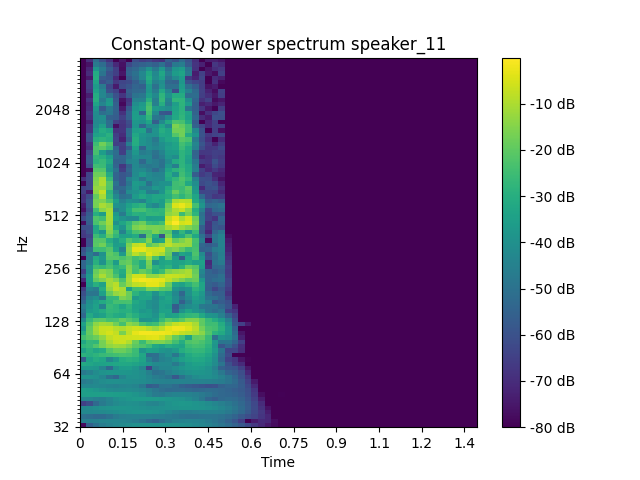 Constant-Q power spectrum speaker_11
Hz
2048
1024
512
256
128
64
32
0 0.15 0.3 0.45 0.6 0.75 0.9 1.1 1.2 1.4
Time
-10 dB
-20 dB
-30 dB
-40 dB
-50 dB
-60 dB
-70 dB
-80 dB